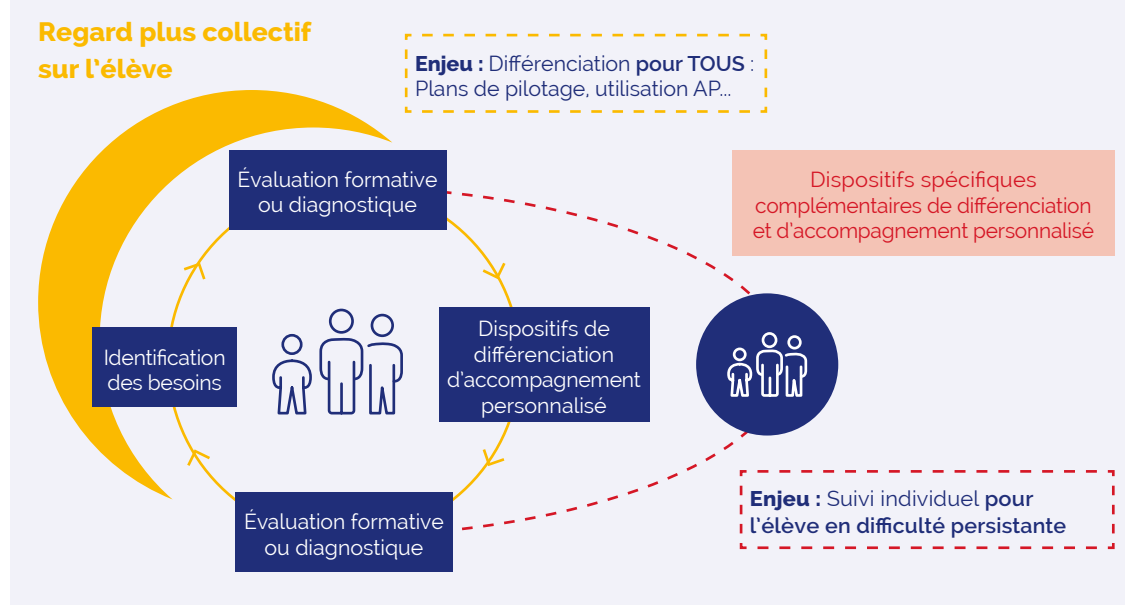 Regard plus collectif
sur l'élève
Enjeu : Différenciation pour TOUS :
Plans de pilotage, utilisation AP...
Évaluation formative
ou diagnostique
Dispositifs spécifiques
complémentaires de différenciation
et d'accompagnement personnalisé
Identification
des besoins
Dispositifs de
différenciation
d'accompagnement
personnalisé
Évaluation formative
ou diagnostique
Enjeu : Suivi individuel pour
l'élève en difficulté persistante